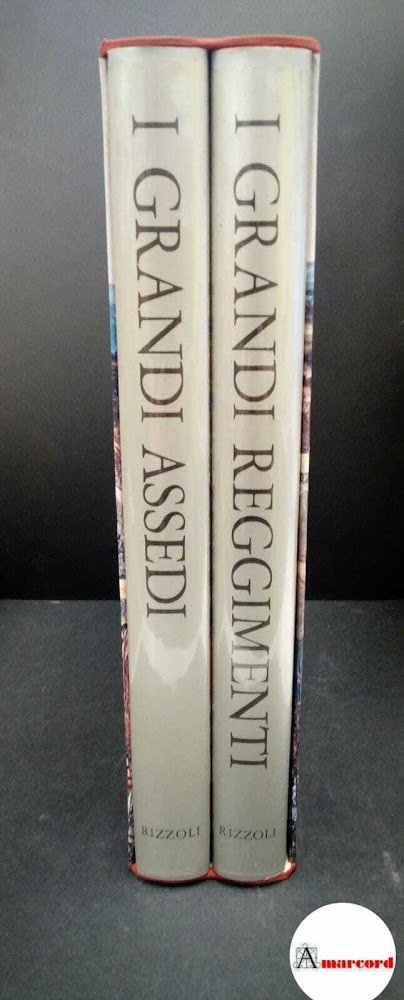 I GRANDI ASSEDI
RIZZOLI
I GRANDI REGGIMENTI
RIZZOLI
Amarcord